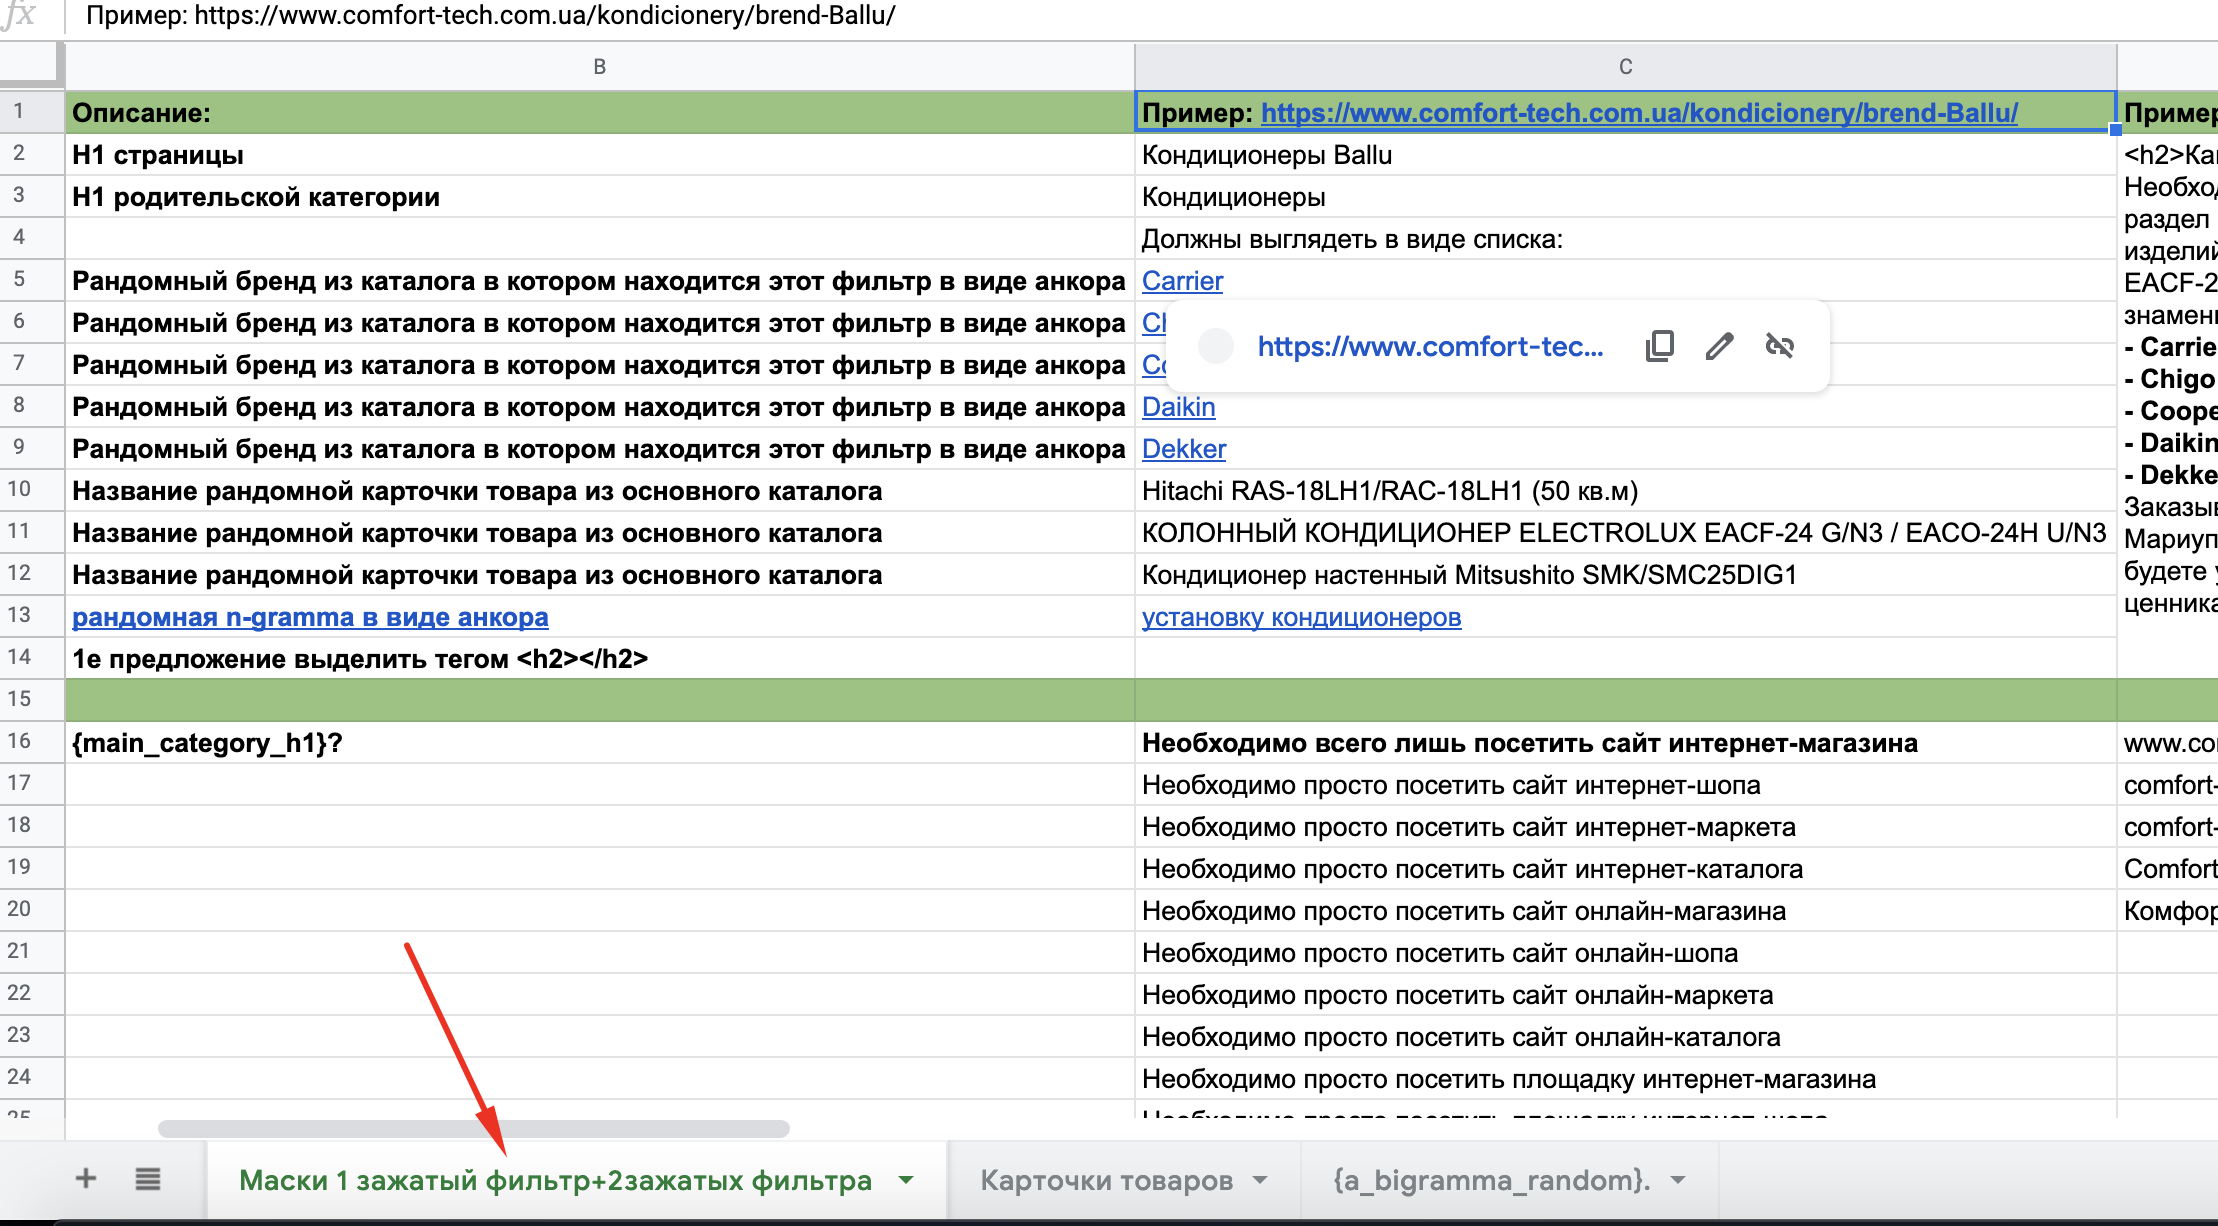 fx Пример: https://www.comfort-tech.com.ua/kondicionery/brend-Ballu/
B C
1 Описание: Пример: https://www.comfort-tech.com.ua/kondicionery/brend-Ballu/ Пример
2 H1 страницы Кондиционеры Ballu <h2>Ка
Необхо
3 H1 родительской категории Кондиционеры
раздел
4 Должны выглядеть в виде списка:
изделий
5 Рандомный бренд из каталога в котором находится этот фильтр в виде анкора Carrier EACF-2
6 Рандомный бренд из каталога в котором находится этот фильтр в виде анкора Ch знамен
https://www.comfort-tec...
- Carrie
7 Рандомный бренд из каталога в котором находится этот фильтр в виде анкора Co - Chigo
8 Рандомный бренд из каталога в котором находится этот фильтр в виде анкора Daikin - Coope
9 Рандомный бренд из каталога в котором находится этот фильтр в виде анкора Dekker - Daikin
- Dekke
10 Название рандомной карточки товара из основного каталога Hitachi RAS-18LH1/RAC-18LH1 (50 кв.м)
Заказы
11 Название рандомной карточки товара из основного каталога КОЛОННЫЙ КОНДИЦИОНЕР ELECTROLUX EACF-24 G/N3 / EACO-24H U/N3 Мариуп
12 Название рандомной карточки товара из основного каталога Кондиционер настенный Mitsushito SMK/SMC25DIG1 будете
13 рандомная n-gramma в виде анкора установку кондиционеров ценника
14 1е предложение выделить тегом <h2></h2>
15
16 {main_category_h1}? Необходимо всего лишь посетить сайт интернет-магазина www.co
17 Необходимо просто посетить сайт интернет-шопа comfort-
18 Необходимо просто посетить сайт интернет-маркета comfort-
19 Необходимо просто посетить сайт интернет-каталога Comfort
20 Необходимо просто посетить сайт онлайн-магазина Комфор
21 Необходимо просто посетить сайт онлайн-шопа
22 Необходимо просто посетить сайт онлайн-маркета
23 Необходимо просто посетить сайт онлайн-каталога
24 Необходимо просто посетить площадку интернет-магазина
25 Необходимо просто посетить площадку интернет-шопа
+ Маски 1 зажатый фильтр+2зажатых фильтра Карточки товаров {a_bigramma_random}.